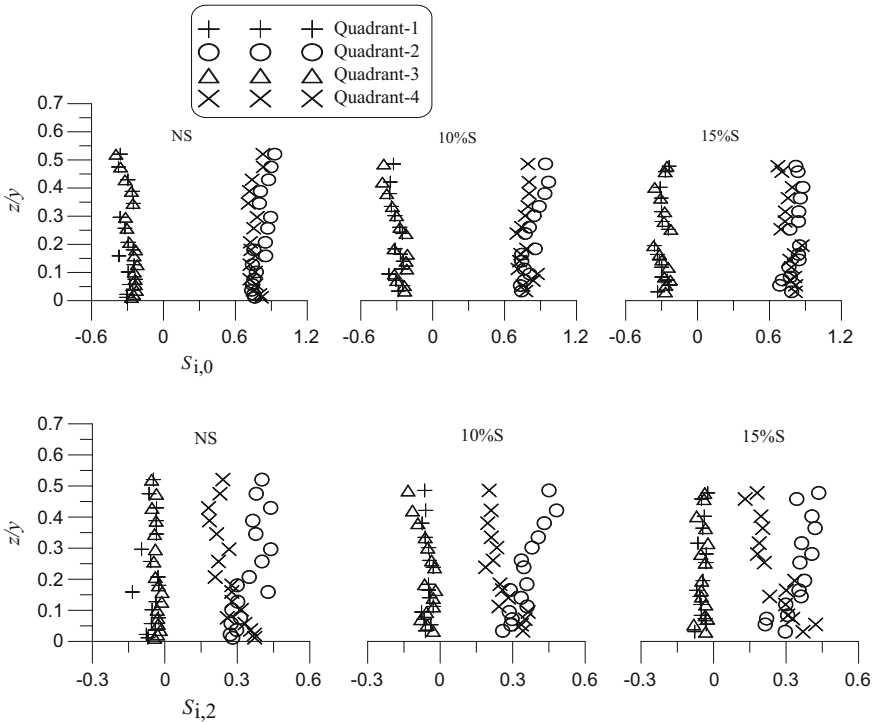 Quadrant-1
Quadrant-2
Quadrant-3
Quadrant-4
NS
10%S
15%S
z/y
0.7
0.6
0.5
0.4
0.3
0.2
0.1
0
-0.6 0 0.6 1.2
-0.6 0 0.6 1.2
-0.6 0 0.6 1.2
Si,0
NS
10%S
15%S
z/y
0.7
0.6
0.5
0.4
0.3
0.2
0.1
0
-0.3 0 0.3 0.6
-0.3 0 0.3 0.6
-0.3 0 0.3 0.6
Si,2